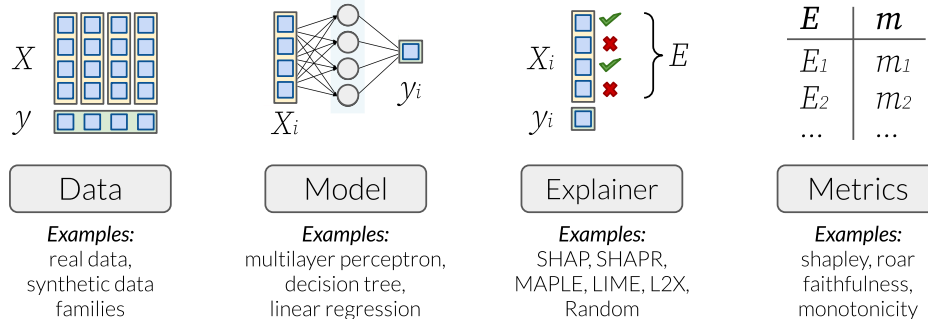 X
y
X_i
y_i
X_i
y_i
E
E m
E_1 m_1
E_2 m_2
... ...
Data
Model
Explainer
Metrics
Examples:
real data,
synthetic data
families
Examples:
multilayer perceptron,
decision tree,
linear regression
Examples:
SHAP, SHAPR,
MAPLE, LIME, L2X,
Random
Examples:
shapley, roar
faithfulness,
monotonicity